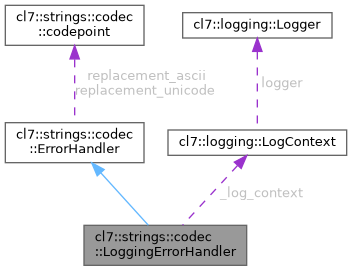 cl7::strings::codec
::codepoint
cl7::logging::Logger
replacement_ascii
replacement_unicode
logger
cl7::strings::codec
::ErrorHandler
cl7::logging::LogContext
_log_context
cl7::strings::codec
::LoggingErrorHandler